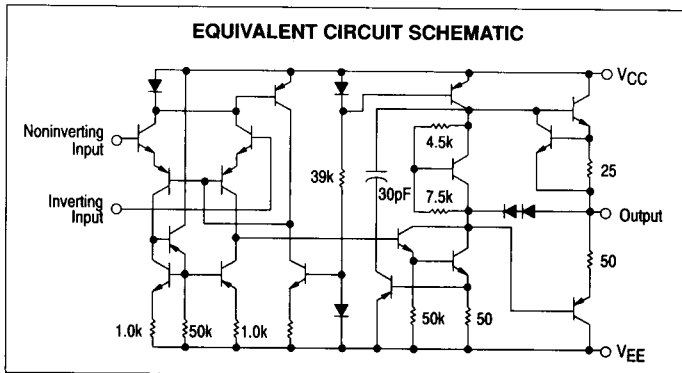 EQUIVALENT CIRCUIT SCHEMATIC
VCC
Noninverting
Input
4.5k
25
39k
30pF
7.5k
Inverting
Input
Output
50
1.0k
50k
1.0k
50k
50
VEE